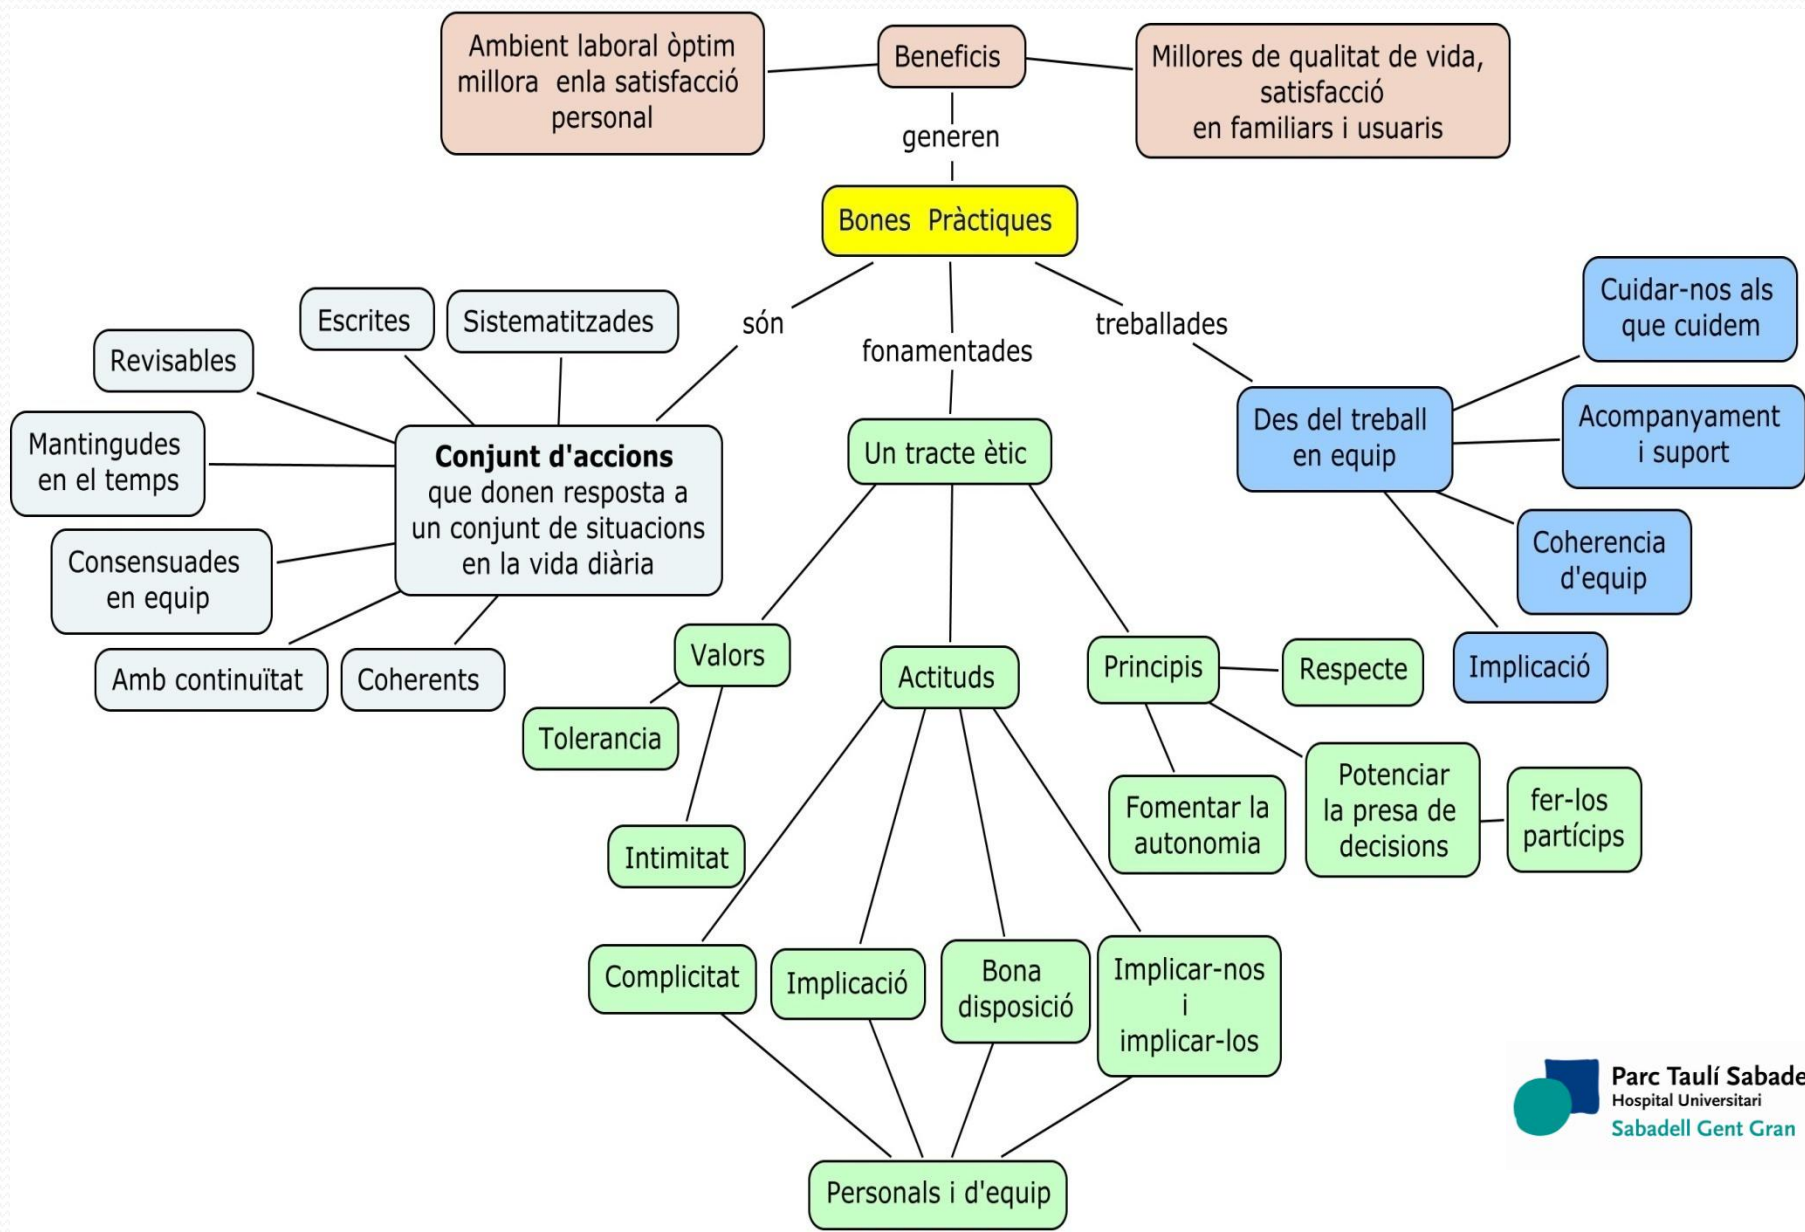 Ambient laboral òptim
millora enla satisfacció
personal
Beneficis
Millores de qualitat de vida,
satisfacció
en familiars i usuaris
generen
Bones Pràctiques
són
fonamentades
treballades
Escrites
Sistematitzades
Revisables
Mantingudes
en el temps
Consensuades
en equip
Amb continuïtat
Coherents
Conjunt d'accions
que donen resposta a
un conjunt de situacions
en la vida diària
Un tracte ètic
Des del treball
en equip
Cuidar-nos als
que cuidem
Acompanyament
i suport
Coherencia
d'equip
Implicació
Valors
Actituds
Principis
Respecte
Tolerancia
Intimitat
Fomentar la
autonomia
Potenciar
la presa de
decisions
fer-los
partícips
Complicitat
Implicació
Bona
disposició
Implicar-nos
i
implicar-los
Personals i d'equip
Parc Taulí Sabade
Hospital Universitari
Sabadell Gent Gran